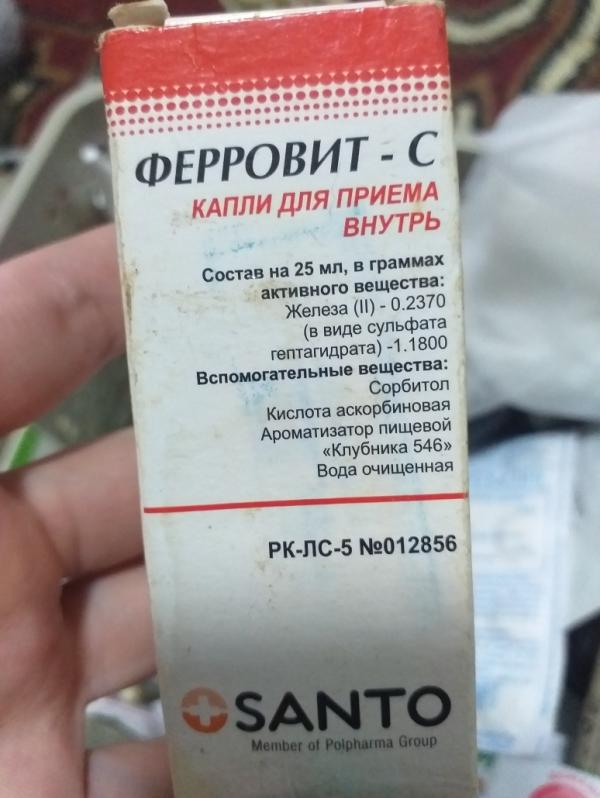 ФЕРРОВИТ - С
КАПЛИ ДЛЯ ПРИЕМА
ВНУТРЬ
Состав на 25 мл, в граммах
активного вещества:
Железа (II) - 0.2370
(в виде сульфата
гептагидрата) -1.1800
Вспомогательные вещества:
Сорбитол
Кислота аскорбиновая
Ароматизатор пищевой
«Клубника 546»
Вода очищенная
РК-ЛС-5 №012856
SANTO
Member of Polpharma Group